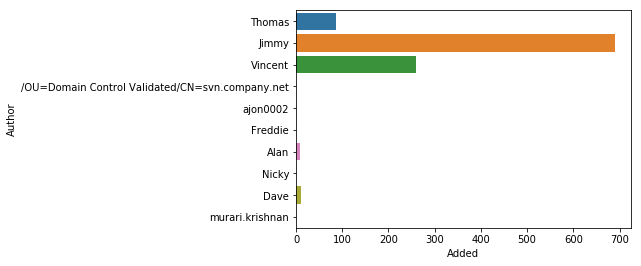 Thomas
Jimmy
Vincent
/OU=Domain Control Validated/CN=svn.company.net
ajon0002
Freddie
Alan
Nicky
Dave
murari.krishnan
Author
0 100 200 300 400 500 600 700
Added